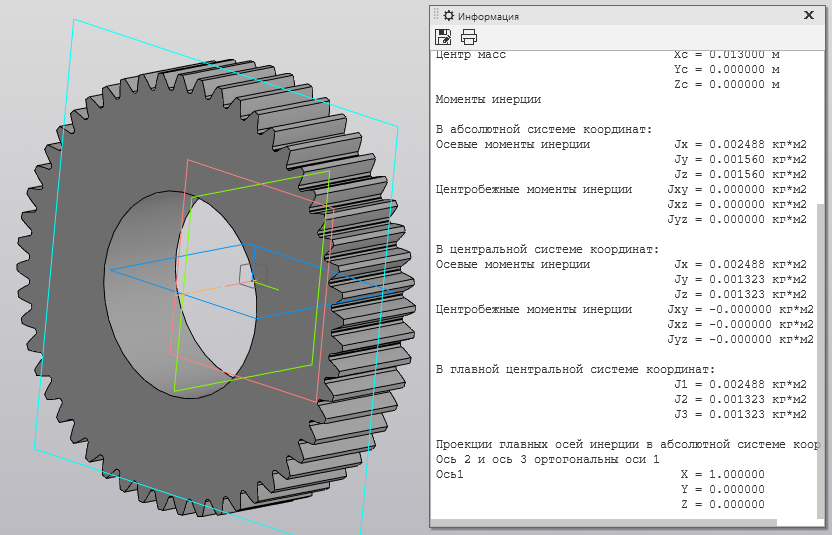 Информация
Центр масс Xc = 0.013000 м
Yc = 0.000000 м
Zc = 0.000000 м
Моменты инерции
В абсолютной системе координат:
Осевые моменты инерции Jx = 0.002488 кг*м2
Jy = 0.001560 кг*м2
Jz = 0.001560 кг*м2
Центробежные моменты инерции Jxy = 0.000000 кг*м2
Jxz = 0.000000 кг*м2
Jyz = 0.000000 кг*м2
В центральной системе координат:
Осевые моменты инерции Jx = 0.002488 кг*м2
Jy = 0.001323 кг*м2
Jz = 0.001323 кг*м2
Центробежные моменты инерции Jxy = -0.000000 кг*м2
Jxz = -0.000000 кг*м2
Jyz = -0.000000 кг*м2
В главной центральной системе координат:
J1 = 0.002488 кг*м2
J2 = 0.001323 кг*м2
J3 = 0.001323 кг*м2
Проекции главных осей инерции в абсолютной системе коор
Ось 2 и ось 3 ортогональны оси 1
Ось1 X = 1.000000
Y = 0.000000
Z = 0.000000